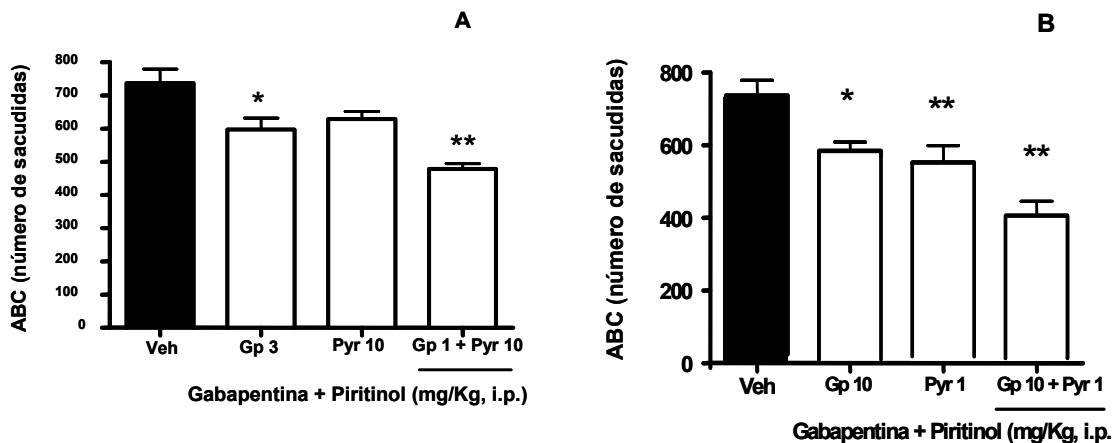 A
ABC (número de sacudidas)
800
700
600
500
400
300
200
100
0
*
**
Veh Gp 3 Pyr 10 Gp 1 + Pyr 10
Gabapentina + Piritinol (mg/Kg, i.p.)
B
ABC (número de sacudidas)
800
600
400
200
0
*
**
**
Veh Gp 10 Pyr 1 Gp 10 + Pyr 1
Gabapentina + Piritinol (mg/Kg, i.p.